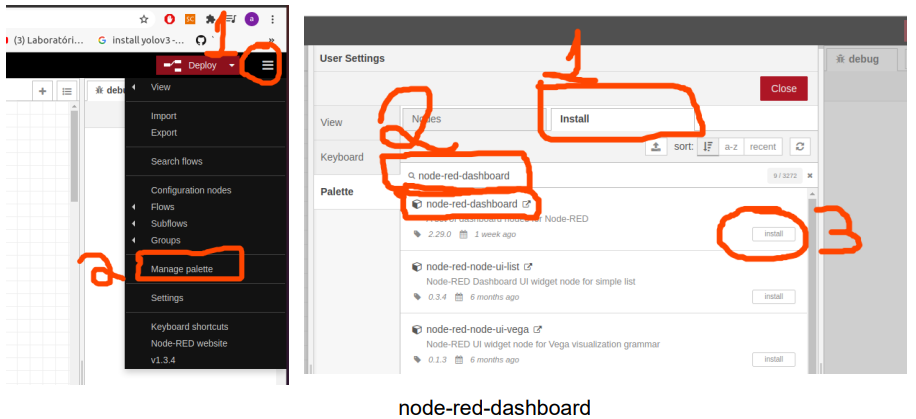 (3) Laboratóri...
G install yolov3 -...
1
Deploy
debu
View
Import
Export
Search flows
Configuration nodes
Flows
Subflows
Groups
2
Manage palette
Settings
Keyboard shortcuts
Node-RED website
v1.3.4
User Settings
1
debug
Close
View
Nodes
Install
2
Keyboard
sort:
a-z
recent
Palette
node-red-dashboard
9 / 3272
node-red-dashboard
dashboard nodes for Node-RED
2.29.0
1 week ago
install
3
node-red-node-ui-list
Node-RED Dashboard UI widget node for simple list
0.3.4
6 months ago
install
node-red-node-ui-vega
Node-RED UI widget node for Vega visualization grammar
0.1.3
6 months ago
install
node-red-dashboard